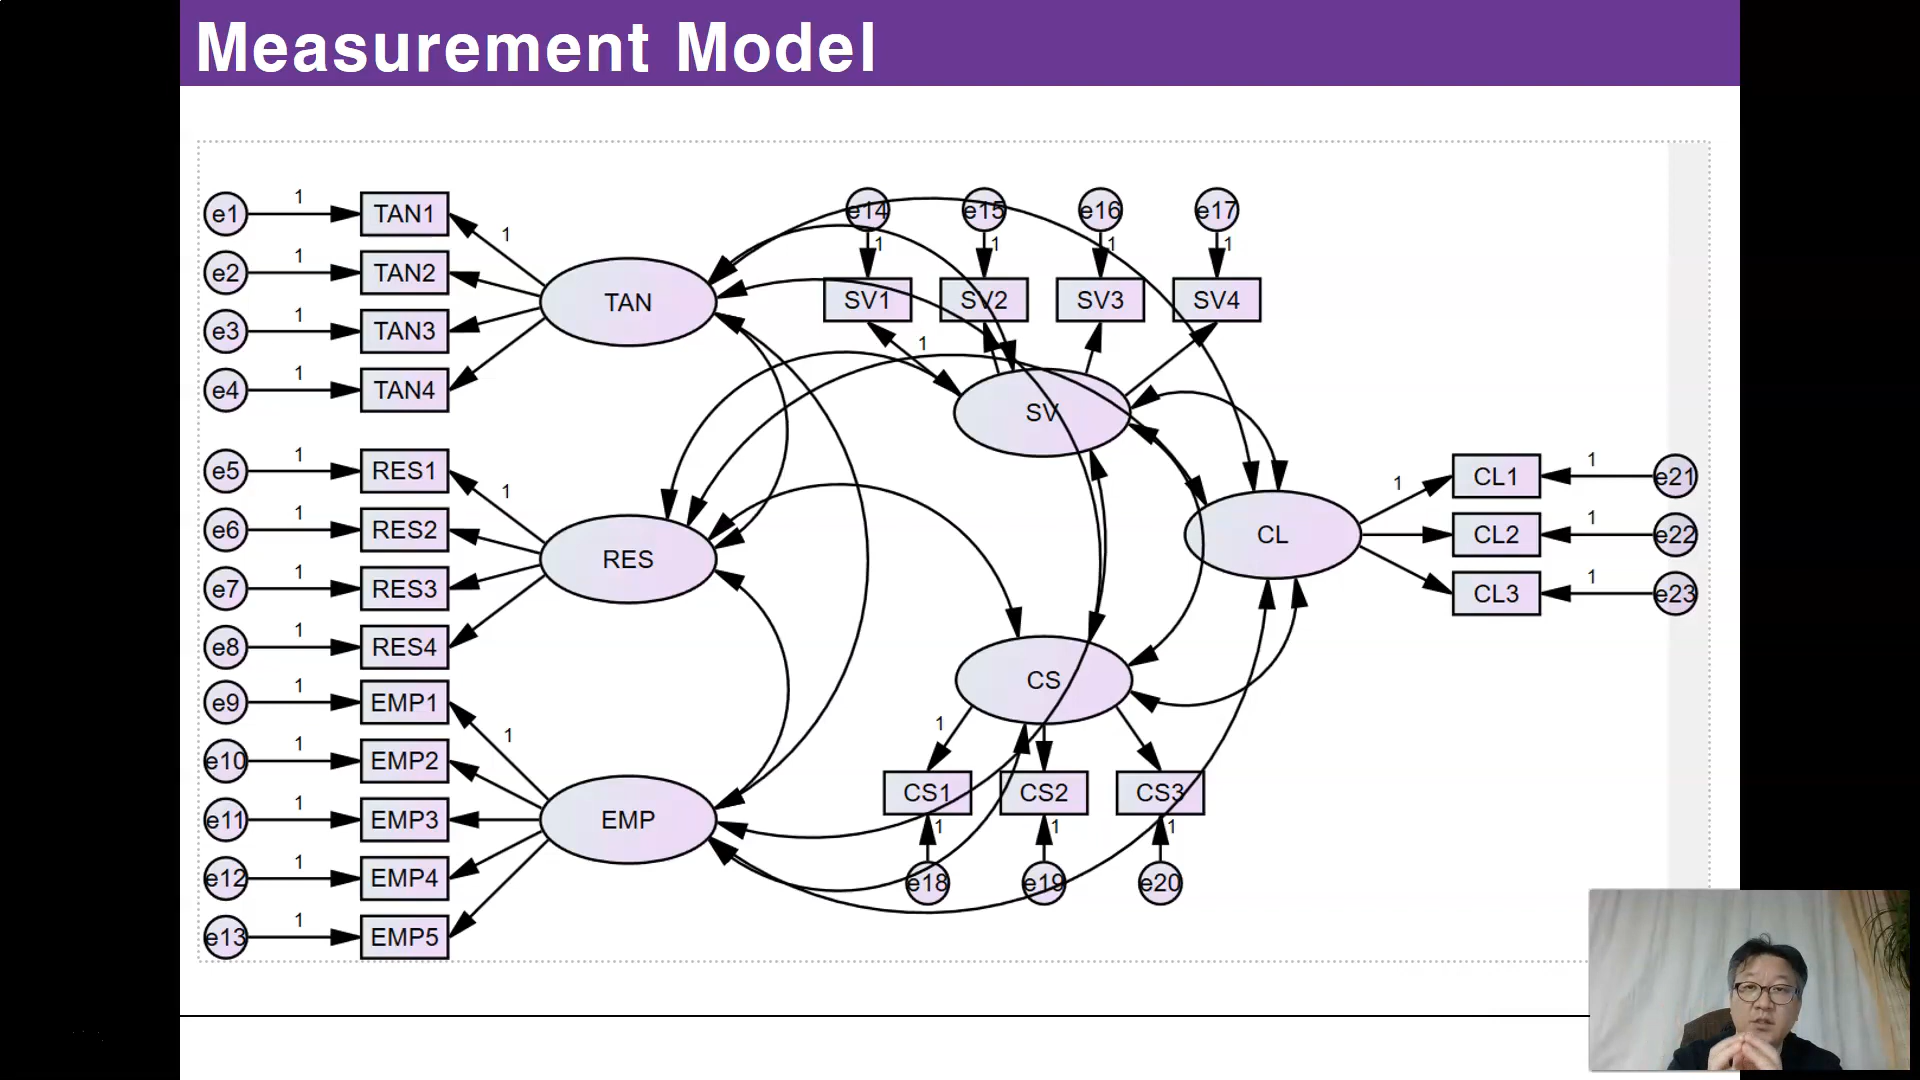 Measurement Model
e1 1 TAN1
e2 1 TAN2
e3 1 TAN3
e4 1 TAN4
1
TAN
e5 1 RES1
e6 1 RES2
e7 1 RES3
e8 1 RES4
1
RES
e9 1 EMP1
e10 1 EMP2
e11 1 EMP3
e12 1 EMP4
e13 1 EMP5
1
EMP
e14 e15 e16 e17
1 1 1 1
SV1 SV2 SV3 SV4
1
SV
CS
1
CS1 CS2 CS3
1 1 1
e18 e19 e20
CL
1
CL1 1 e21
CL2 1 e22
CL3 1 e23